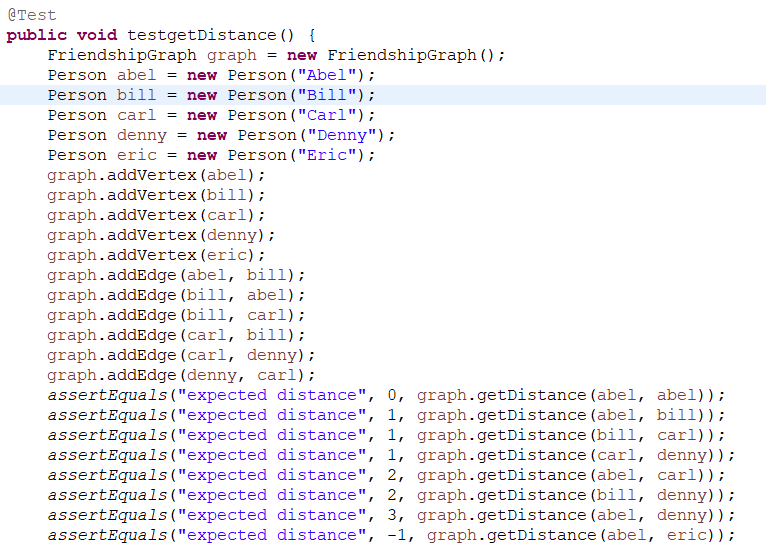 @Test
public void testgetDistance() {
    FriendshipGraph graph = new FriendshipGraph();
    Person abel = new Person("Abel");
    Person bill = new Person("Bill");
    Person carl = new Person("Carl");
    Person denny = new Person("Denny");
    Person eric = new Person("Eric");
    graph.addVertex(abel);
    graph.addVertex(bill);
    graph.addVertex(carl);
    graph.addVertex(denny);
    graph.addVertex(eric);
    graph.addEdge(abel, bill);
    graph.addEdge(bill, abel);
    graph.addEdge(bill, carl);
    graph.addEdge(carl, bill);
    graph.addEdge(carl, denny);
    graph.addEdge(denny, carl);
    assertEquals("expected distance", 0, graph.getDistance(abel, abel));
    assertEquals("expected distance", 1, graph.getDistance(abel, bill));
    assertEquals("expected distance", 1, graph.getDistance(bill, carl));
    assertEquals("expected distance", 1, graph.getDistance(carl, denny));
    assertEquals("expected distance", 2, graph.getDistance(abel, carl));
    assertEquals("expected distance", 2, graph.getDistance(bill, denny));
    assertEquals("expected distance", 3, graph.getDistance(abel, denny));
    assertEquals("expected distance", -1, graph.getDistance(abel, eric));